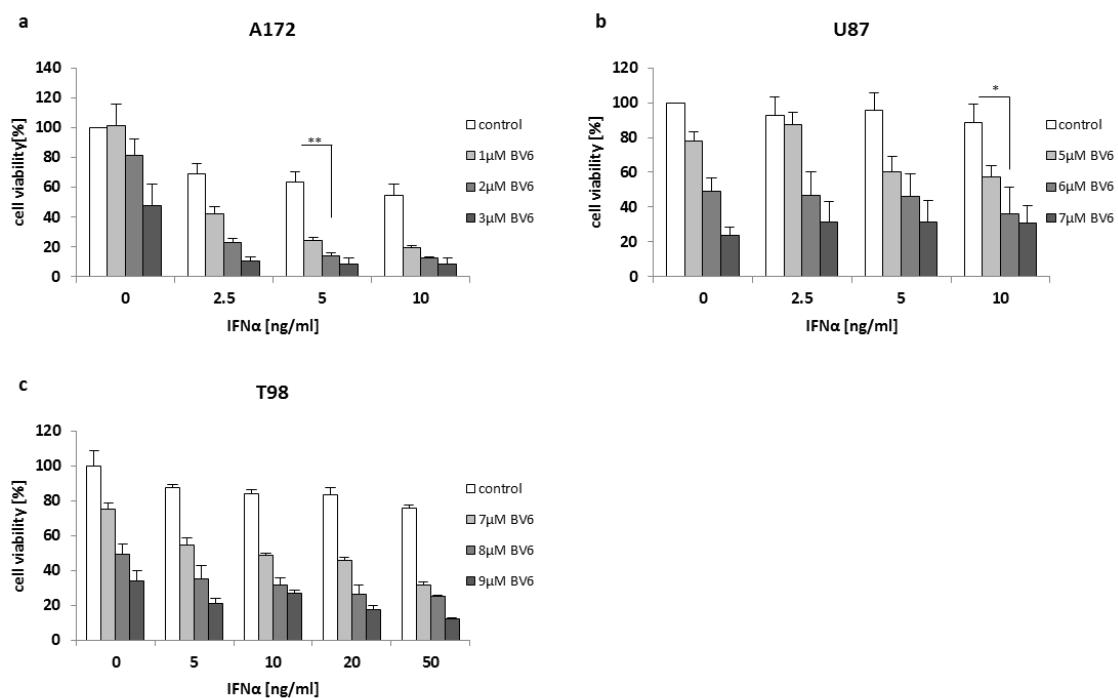 a
A172
140
120
100
80
60
40
20
0
cell viability[%]
**
0 2.5 5 10
IFNα [ng/ml]
control
1µM BV6
2µM BV6
3µM BV6
b
U87
120
100
80
60
40
20
0
cell viability [%]
*
0 2.5 5 10
IFNα [ng/ml]
control
5µM BV6
6µM BV6
7µM BV6
c
T98
120
100
80
60
40
20
0
cell viability [%]
0 5 10 20 50
IFNα [ng/ml]
control
7µM BV6
8µM BV6
9µM BV6